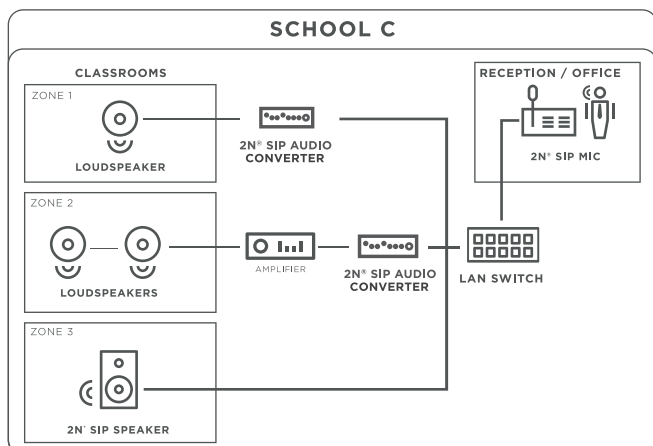 SCHOOL C
CLASSROOMS
ZONE 1
LOUDSPEAKER
2N® SIP AUDIO
CONVERTER
RECEPTION / OFFICE
2N® SIP MIC
ZONE 2
LOUDSPEAKERS
AMPLIFIER
2N® SIP AUDIO
CONVERTER
LAN SWITCH
ZONE 3
2N® SIP SPEAKER